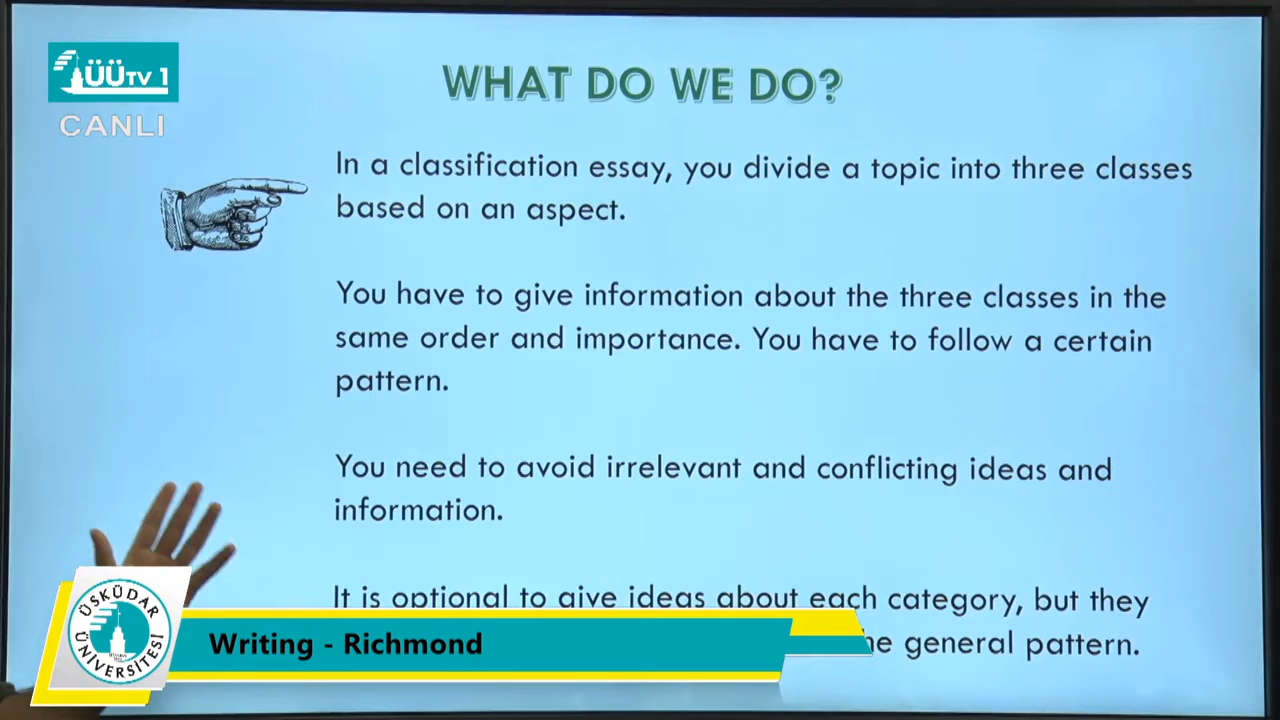 ÜÜTV 1
CANLI
WHAT DO WE DO?
In a classification essay, you divide a topic into three classes
based on an aspect.
You have to give information about the three classes in the
same order and importance. You have to follow a certain
pattern.
You need to avoid irrelevant and conflicting ideas and
information.
It is optional to give ideas about each category, but they
general pattern.
ÜSKÜDAR
ÜNİVERSİTESİ
Writing - Richmond